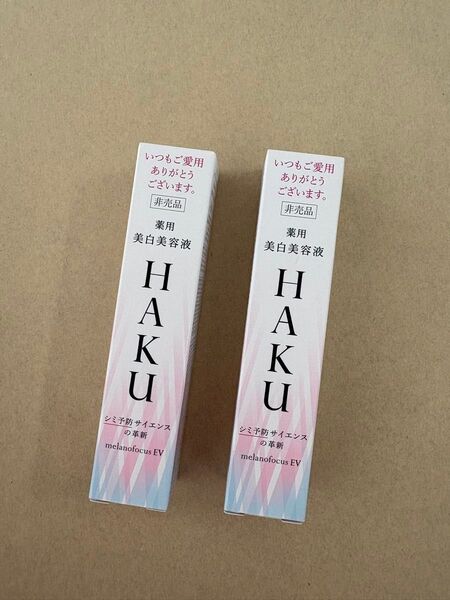 いつもご愛用
ありがとう
ございます。
非売品
薬用
美白美容液
HAKU
シミ予防サイエンス
の革新
melanofocus EV
いつもご愛用
ありがとう
ございます。
非売品
薬用
美白美容液
HAKU
シミ予防サイエンス
の革新
melanofocus EV